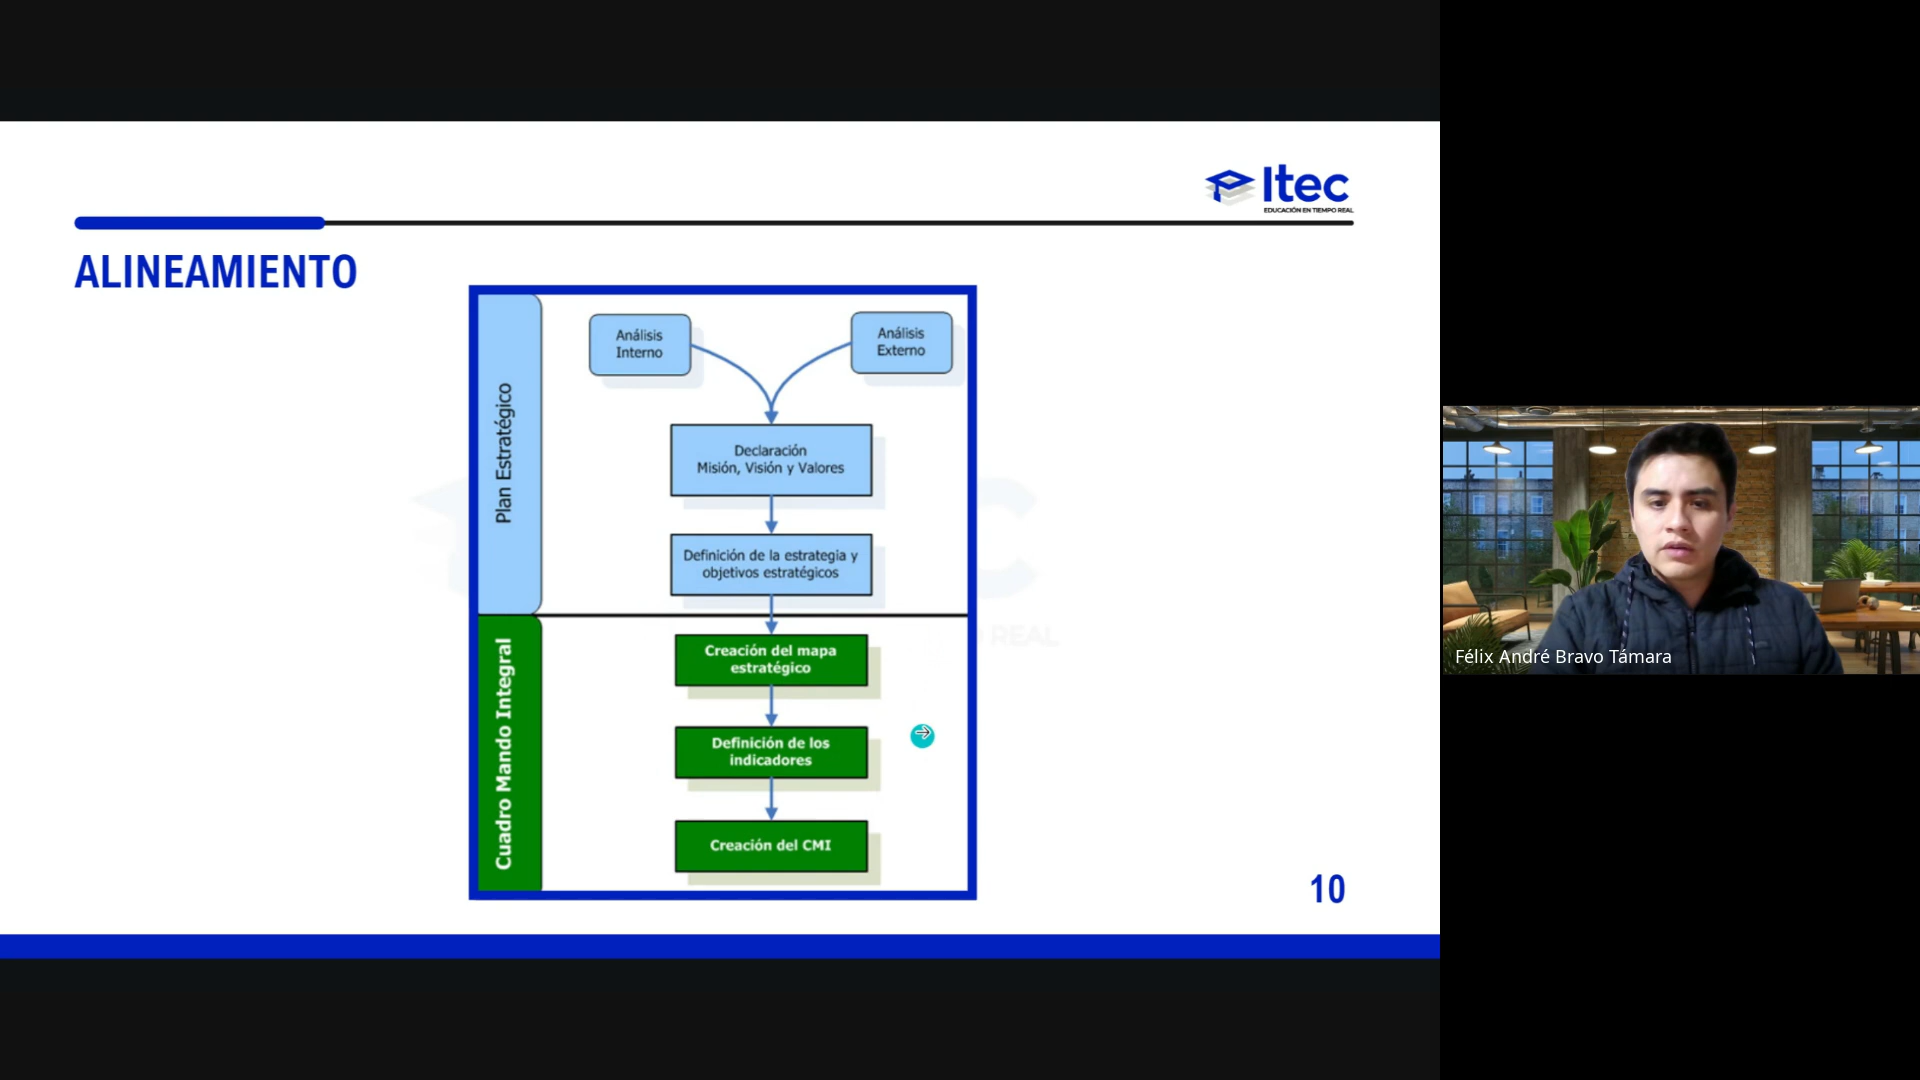 Itec
EDUCACIÓN EN TIEMPO REAL
ALINEAMIENTO
Plan Estratégico
Análisis
Interno
Análisis
Externo
Declaración
Misión, Visión y Valores
Definición de la estrategia y
objetivos estratégicos
Cuadro Mando Integral
Creación del mapa
estratégico
Definición de los
indicadores
Creación del CMI
REAL
10
Félix André Bravo Támara